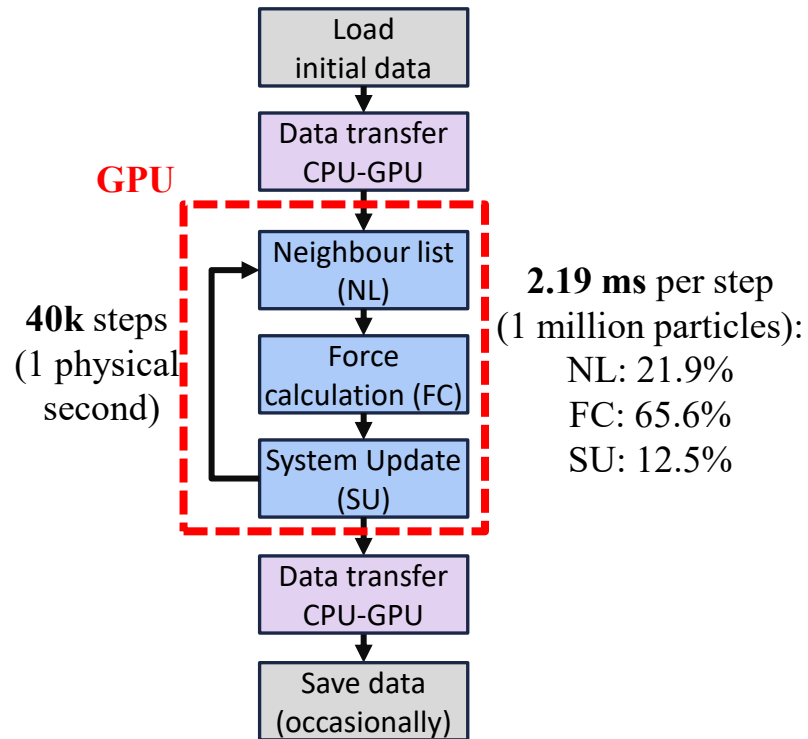 Load
initial data
Data transfer
CPU-GPU
GPU
Neighbour list
(NL)
Force
calculation (FC)
System Update
(SU)
40k steps
(1 physical
second)
2.19 ms per step
(1 million particles):
NL: 21.9%
FC: 65.6%
SU: 12.5%
Data transfer
CPU-GPU
Save data
(occasionally)